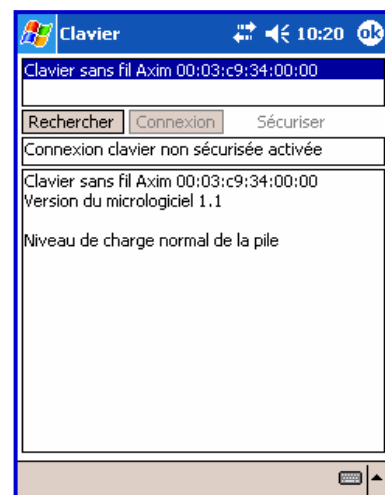 Clavier 10:20 ok
Clavier sans fil Axim 00:03:c9:34:00:00
Rechercher Connexion Sécuriser
Connexion clavier non sécurisée activée
Clavier sans fil Axim 00:03:c9:34:00:00
Version du micrologiciel 1.1
Niveau de charge normal de la pile